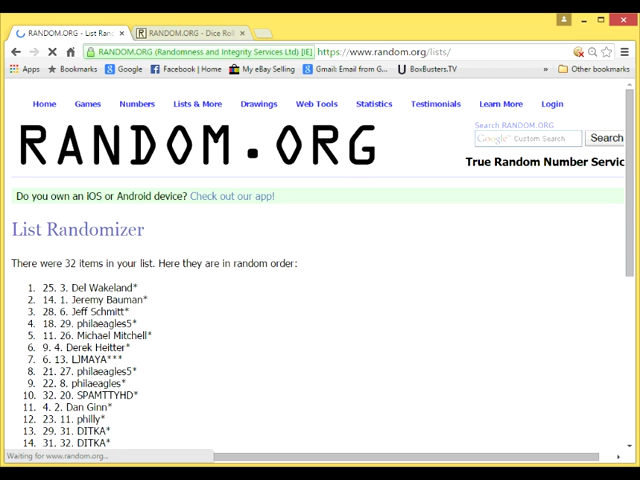 RANDOM.ORG - List Rand
RANDOM.ORG - Dice Roll
RANDOM.ORG (Randomness and Integrity Services Ltd) [IE] https://www.random.org/lists/
Apps Bookmarks Google Facebook | Home My eBay Selling Gmail: Email from G... BoxBusters.TV » Other bookmarks
Home Games Numbers Lists & More Drawings Web Tools Statistics Testimonials Learn More Login
Search RANDOM.ORG
RANDOM.ORG
Google™ Custom Search Search
True Random Number Servic
Do you own an iOS or Android device? Check out our app!
List Randomizer
There were 32 items in your list. Here they are in random order:
1. 25. 3. Del Wakeland*
2. 14. 1. Jeremy Bauman*
3. 28. 6. Jeff Schmitt*
4. 18. 29. philaeagles5*
5. 11. 26. Michael Mitchell*
6. 9. 4. Derek Heitter*
7. 6. 13. LJMAYA***
8. 21. 27. philaeagles5*
9. 22. 8. philaeagles*
10. 32. 20. SPAMTTYHD*
11. 4. 2. Dan Ginn*
12. 23. 11. philly*
13. 29. 31. DITKA*
14. 31. 32. DITKA*
Waiting for www.random.org...